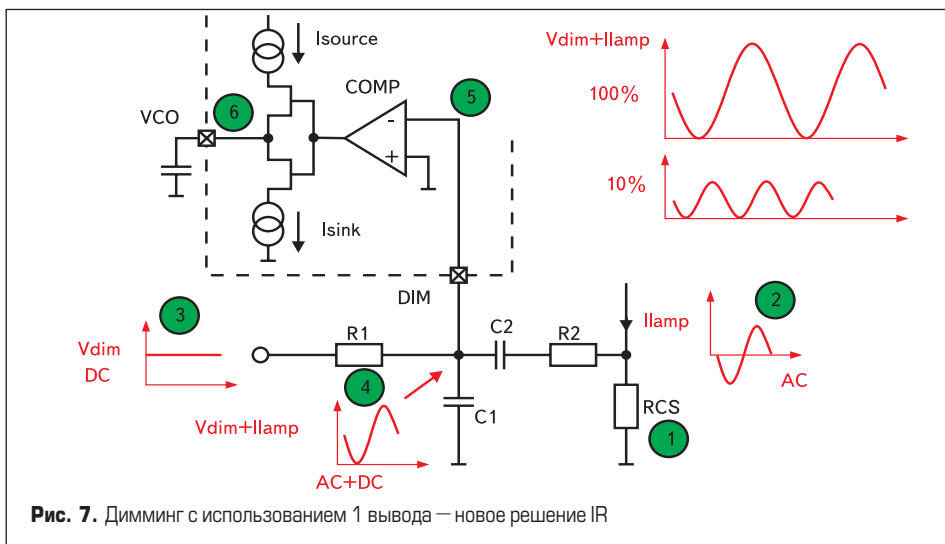 Isource
COMP
5
VCO
6
-
+
Isink
Vdim+Ilamp
100%
10%
DIM
3
Vdim
DC
R1
4
C2
R2
Ilamp
2
AC
Vdim+Ilamp
AC+DC
C1
RCS
1
Рис. 7. Димминг с использованием 1 вывода — новое решение IR